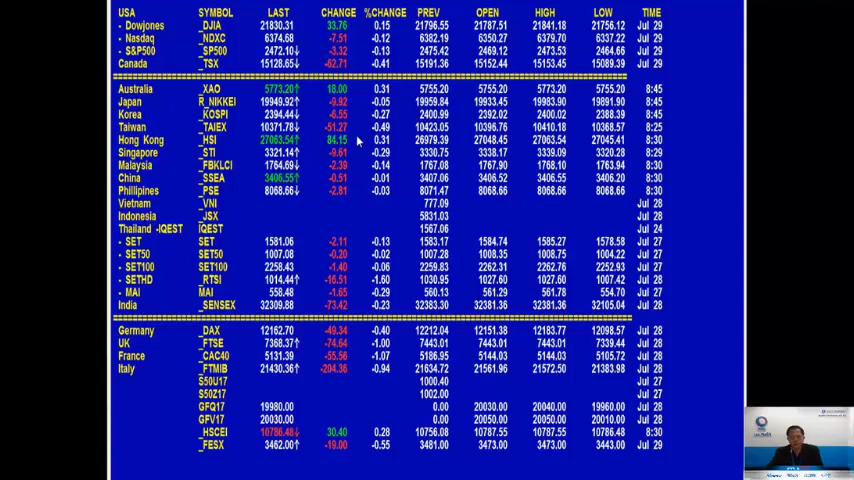 USA SYMBOL LAST CHANGE %CHANGE PREV OPEN HIGH LOW TIME
- Dowjones _DJIA 21830.31 33.76 0.15 21796.55 21787.51 21841.18 21756.12 Jul 29
- Nasdaq _NDXC 6374.68 -7.51 -0.12 6382.19 6350.27 6379.70 6337.22 Jul 29
- S&P500 _SP500 2472.10↓ -3.32 -0.13 2475.42 2469.12 2473.53 2464.66 Jul 29
Canada _TSX 15128.65↓ -62.71 -0.41 15191.36 15152.44 15153.45 15089.39 Jul 29
Australia _XAO 5773.20↑ 18.00 0.31 5755.20 5755.20 5773.20 5755.20 8:45
Japan R_NIKKEI 19949.92↑ -9.92 -0.05 19959.84 19933.45 19983.90 19891.90 8:45
Korea _KOSPI 2394.44↓ -6.55 -0.27 2400.99 2392.02 2400.02 2388.39 8:45
Taiwan _TAIEX 10371.78↓ -51.27 -0.49 10423.05 10396.76 10410.18 10368.57 8:25
Hong Kong _HSI 27063.54↑ 84.15 0.31 26979.39 27048.45 27063.54 27045.41 8:30
Singapore _STI 3321.14↑ -9.61 -0.29 3330.75 3338.17 3339.09 3320.28 8:29
Malaysia _FBKLCI 1764.69↓ -2.39 -0.14 1767.08 1767.90 1768.10 1763.94 8:30
China _SSEA 3406.55↑ -0.51 -0.01 3407.06 3406.52 3406.55 3406.20 8:30
Phillipines _PSE 8068.66↓ -2.81 -0.03 8071.47 8068.66 8068.66 8068.66 8:30
Vietnam _VNI 777.09 Jul 28
Indonesia _JSX 5831.03 Jul 28
Thailand -IQEST IQEST 1567.06 Jul 24
- SET SET 1581.06 -2.11 -0.13 1583.17 1584.74 1585.27 1578.58 Jul 27
- SET50 SET50 1007.08 -0.20 -0.02 1007.28 1008.35 1008.75 1004.22 Jul 27
- SET100 SET100 2258.43 -1.40 -0.06 2259.83 2262.31 2262.76 2252.93 Jul 27
- SETHD _RTSI 1014.44↑ -16.51 -1.60 1030.95 1027.60 1027.60 1007.42 Jul 28
- MAI MAI 558.48 -1.65 -0.29 560.13 561.29 561.78 554.70 Jul 27
India _SENSEX 32309.88 -73.42 -0.23 32383.30 32381.36 32381.36 32105.04 Jul 28
Germany _DAX 12162.70 -49.34 -0.40 12212.04 12151.38 12183.77 12098.57 Jul 28
UK _FTSE 7368.37↑ -74.64 -1.00 7443.01 7443.01 7443.01 7339.44 Jul 28
France _CAC40 5131.39 -55.56 -1.07 5186.95 5144.03 5144.03 5105.72 Jul 28
Italy _FTMIB 21430.36↑ -204.36 -0.94 21634.72 21561.96 21572.50 21383.98 Jul 28
S50U17 1000.40 Jul 27
S50Z17 1002.00 Jul 27
GFQ17 19980.00 0.00 20030.00 20040.00 19960.00 Jul 28
GFV17 20030.00 0.00 20050.00 20050.00 20010.00 Jul 28
_HSCEI 10786.48↓ 30.40 0.28 10756.08 10787.55 10787.55 10786.48 8:30
_FESX 3462.00↑ -19.00 -0.55 3481.00 3473.00 3473.00 3443.00 Jul 29